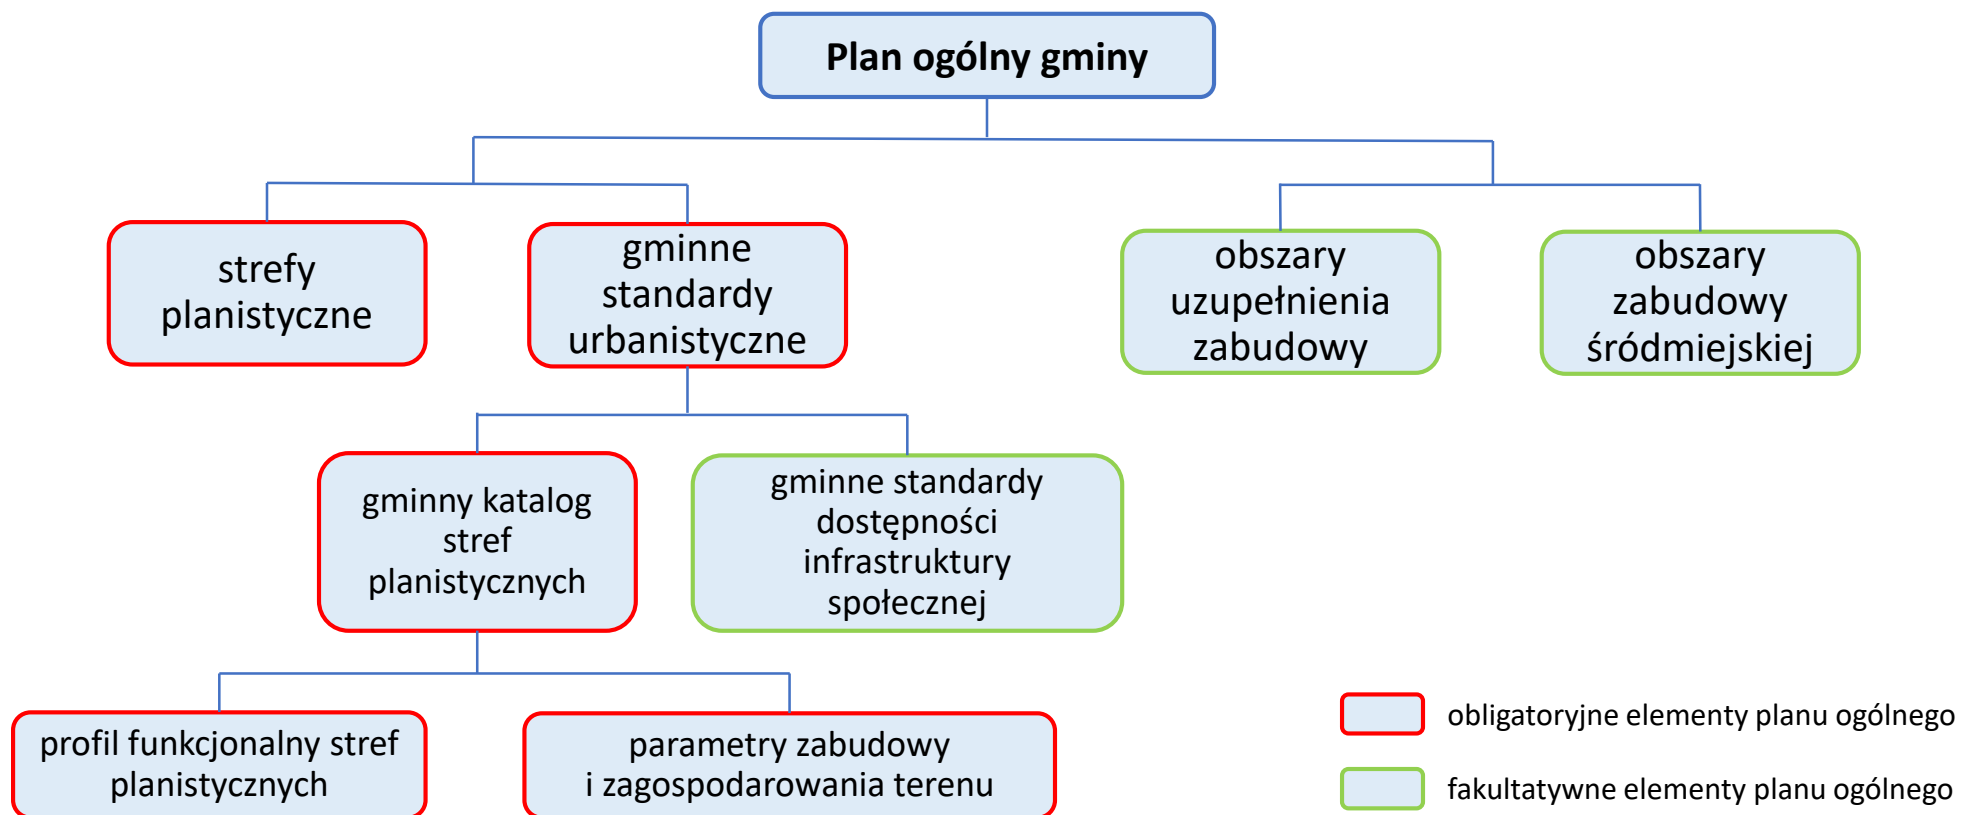 Plan ogólny gminy
strefy
planistyczne
gminne
standardy
urbanistyczne
obszary
uzupełnienia
zabudowy
obszary
zabudowy
śródmiejskiej
gminny katalog
stref
planistycznych
gminne standardy
dostępności
infrastruktury
społecznej
profil funkcjonalny stref
planistycznych
parametry zabudowy
i zagospodarowania terenu
obligatoryjne elementy planu ogólnego
fakultatywne elementy planu ogólnego